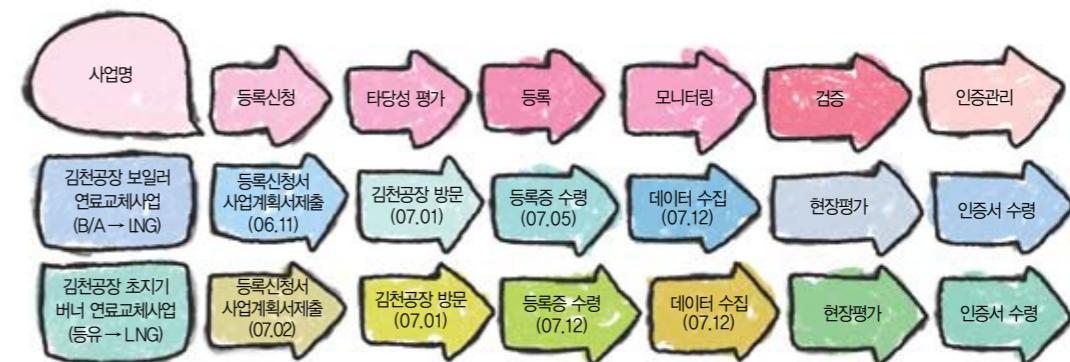 사업명
등록신청
타당성 평가
등록
모니터링
검증
인증관리
김천공장 보일러
연료교체사업
(B/A → LNG)
등록신청서
사업계획서제출
(06.11)
김천공장 방문
(07.01)
등록증 수령
(07.05)
데이터 수집
(07.12)
현장평가
인증서 수령
김천공장 초지기
버너 연료교체사업
(등유 → LNG)
등록신청서
사업계획서제출
(07.02)
김천공장 방문
(07.01)
등록증 수령
(07.12)
데이터 수집
(07.12)
현장평가
인증서 수령